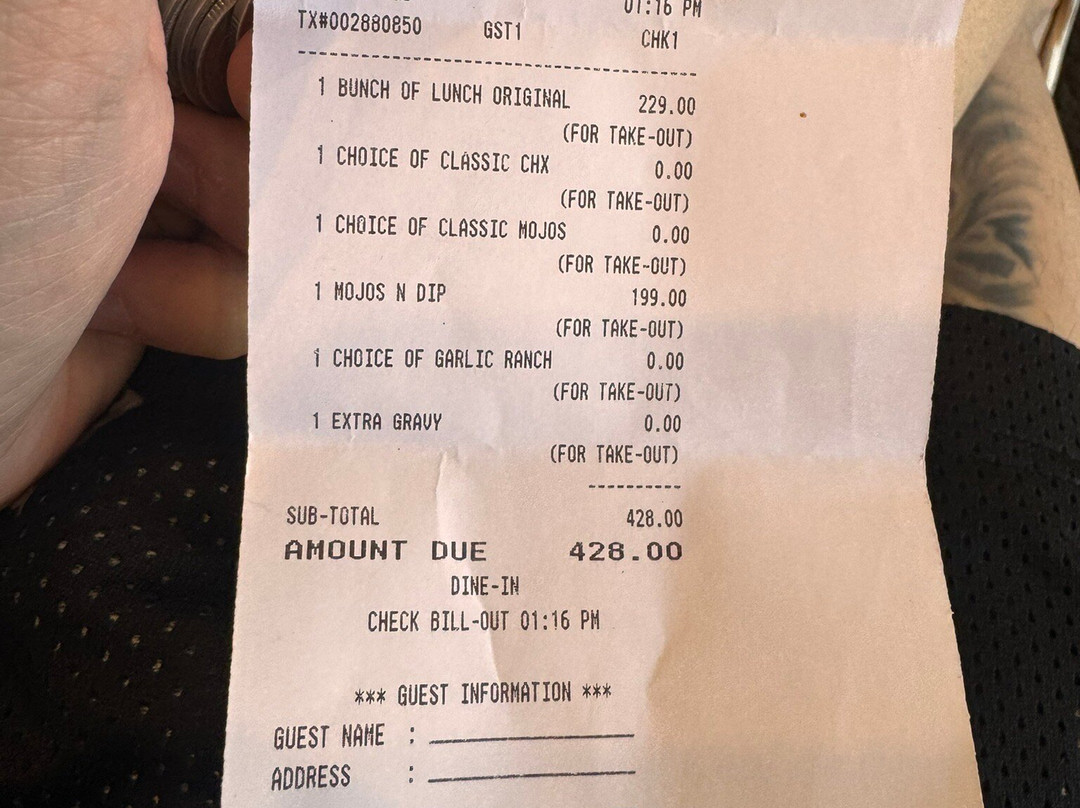 01:16 PM
TX#002880850 GST1 CHK1
1 BUNCH OF LUNCH ORIGINAL 229.00
(FOR TAKE-OUT)
1 CHOICE OF CLASSIC CHX 0.00
(FOR TAKE-OUT)
1 CHOICE OF CLASSIC MOJOS 0.00
(FOR TAKE-OUT)
1 MOJOS N DIP 199.00
(FOR TAKE-OUT)
1 CHOICE OF GARLIC RANCH 0.00
(FOR TAKE-OUT)
1 EXTRA GRAVY 0.00
(FOR TAKE-OUT)
SUB-TOTAL 428.00
AMOUNT DUE 428.00
DINE-IN
CHECK BILL-OUT 01:16 PM
*** GUEST INFORMATION ***
GUEST NAME :
ADDRESS :